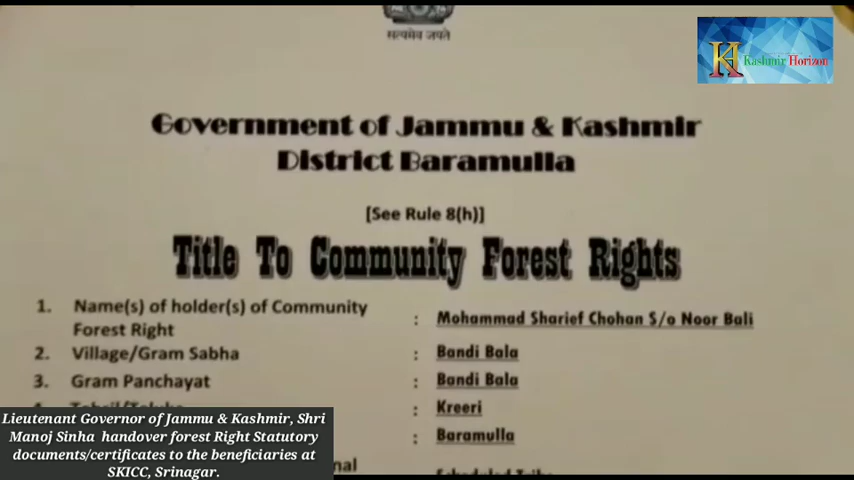 सत्यमेव जयते
KH Kashmir Horizon
Government of Jammu & Kashmir
District Baramulla
[See Rule 8(h)]
Title To Community Forest Rights
1. Name(s) of holder(s) of Community : Mohammad Sharief Chohan S/o Noor Bali
Forest Right
2. Village/Gram Sabha : Bandi Bala
3. Gram Panchayat : Bandi Bala
: Kreeri
: Baramulla
Lieutenant Governor of Jammu & Kashmir, Shri
Manoj Sinha handover forest Right Statutory
documents/certificates to the beneficiaries at
SKICC, Srinagar.